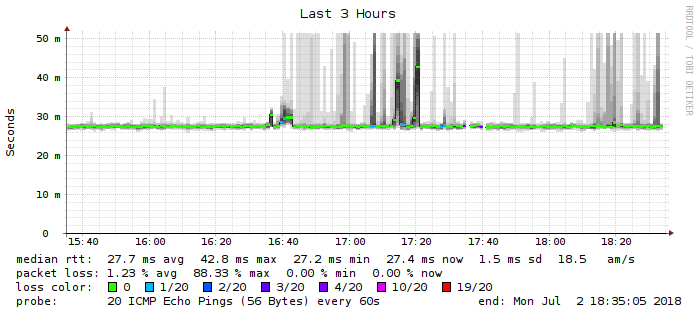 Last 3 Hours
RRDTOOL / TOBI OETIKER
Seconds
50 m
40 m
30 m
20 m
10 m
0
15:40 16:00 16:20 16:40 17:00 17:20 17:40 18:00 18:20
median rtt: 27.7 ms avg 42.8 ms max 27.2 ms min 27.4 ms now 1.5 ms sd 18.5 am/s
packet loss: 1.23 % avg 88.33 % max 0.00 % min 0.00 % now
loss color: 0 1/20 2/20 3/20 4/20 10/20 19/20
probe: 20 ICMP Echo Pings (56 Bytes) every 60s end: Mon Jul 2 18:35:05 2018